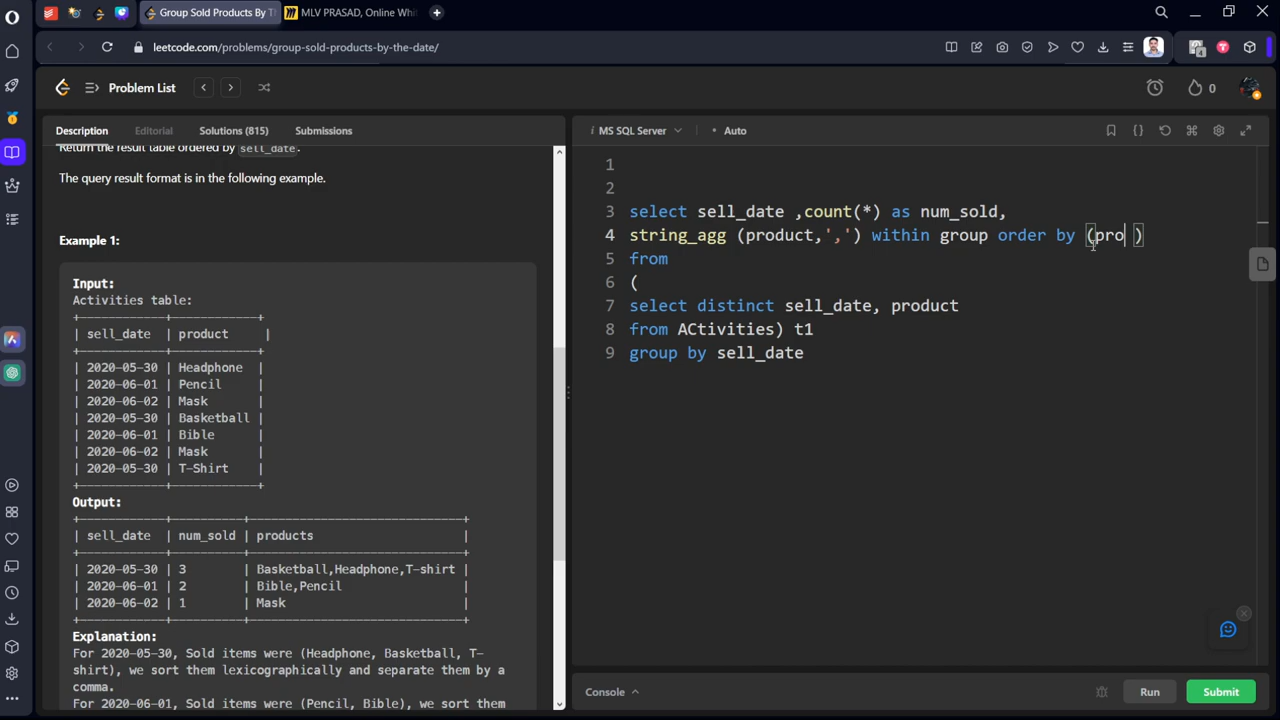 Group Sold Products By T
MLV PRASAD, Online Whi
leetcode.com/problems/group-sold-products-by-the-date/
Problem List
0
Description
Editorial
Solutions (815)
Submissions
MS SQL Server
Auto
Return the result table ordered by sell_date.
The query result format is in the following example.
Example 1:
Input:
Activities table:
+------------+------------+
| sell_date | product |
+------------+------------+
| 2020-05-30 | Headphone |
| 2020-06-01 | Pencil |
| 2020-06-02 | Mask |
| 2020-05-30 | Basketball |
| 2020-06-01 | Bible |
| 2020-06-02 | Mask |
| 2020-05-30 | T-Shirt |
+------------+------------+
Output:
+------------+----------+------------------------------+
| sell_date | num_sold | products |
+------------+----------+------------------------------+
| 2020-05-30 | 3 | Basketball,Headphone,T-shirt |
| 2020-06-01 | 2 | Bible,Pencil |
| 2020-06-02 | 1 | Mask |
+------------+----------+------------------------------+
Explanation:
For 2020-05-30, Sold items were (Headphone, Basketball, T-
shirt), we sort them lexicographically and separate them by a
comma.
For 2020-06-01, Sold items were (Pencil, Bible), we sort them
1
2
3 select sell_date ,count(*) as num_sold,
4 string_agg (product,',') within group order by (pro )
5 from
6 (
7 select distinct sell_date, product
8 from ACtivities) t1
9 group by sell_date
Console
Run
Submit